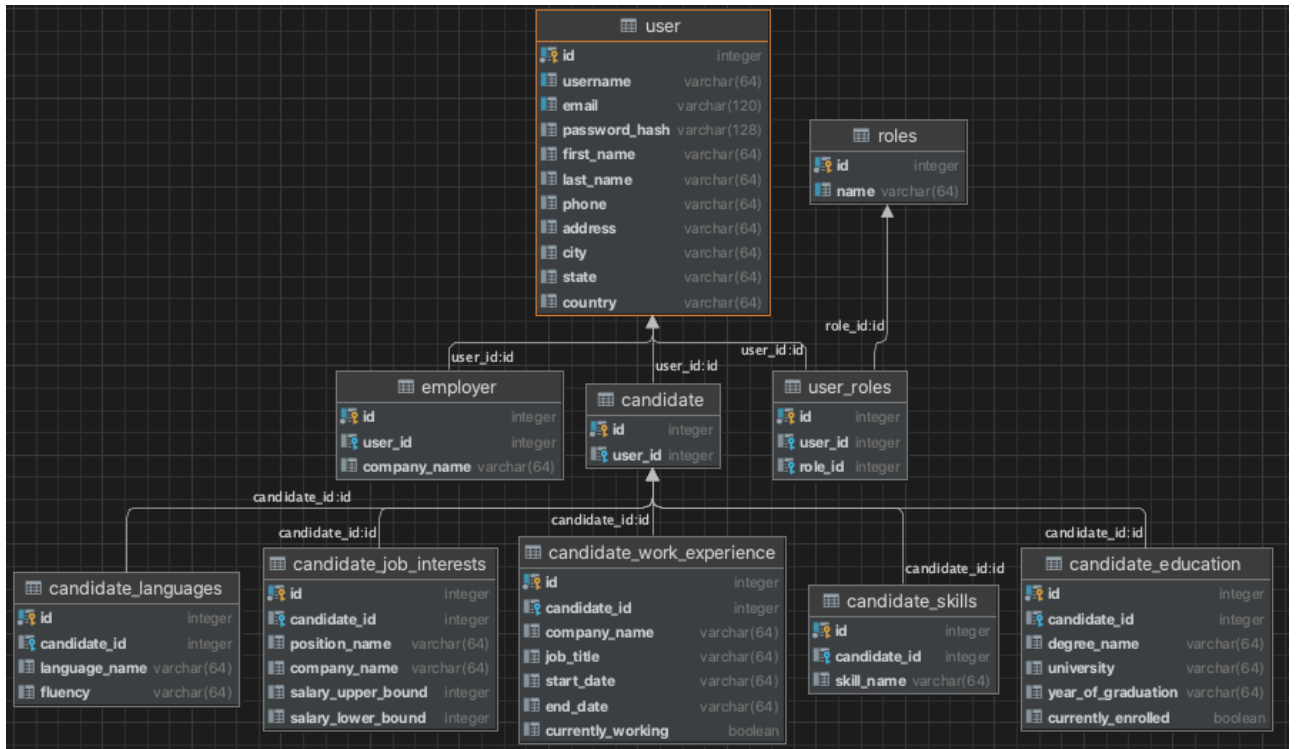 user
id integer
username varchar(64)
email varchar(120)
password_hash varchar(128)
first_name varchar(64)
last_name varchar(64)
phone varchar(64)
address varchar(64)
city varchar(64)
state varchar(64)
country varchar(64)
roles
id integer
name varchar(64)
role_id:id
user_id:id
user_id:id
user_id:id
employer
id integer
user_id integer
company_name varchar(64)
candidate
id integer
user_id integer
user_roles
id integer
user_id integer
role_id integer
candidate_id:id
candidate_id:id
candidate_id:id
candidate_id:id
candidate_id:id
candidate_languages
id integer
candidate_id integer
language_name varchar(64)
fluency varchar(64)
candidate_job_interests
id integer
candidate_id integer
position_name varchar(64)
company_name varchar(64)
salary_upper_bound integer
salary_lower_bound integer
candidate_work_experience
id integer
candidate_id integer
company_name varchar(64)
job_title varchar(64)
start_date varchar(64)
end_date varchar(64)
currently_working boolean
candidate_skills
id integer
candidate_id integer
skill_name varchar(64)
candidate_education
id integer
candidate_id integer
degree_name varchar(64)
university varchar(64)
year_of_graduation varchar(64)
currently_enrolled boolean